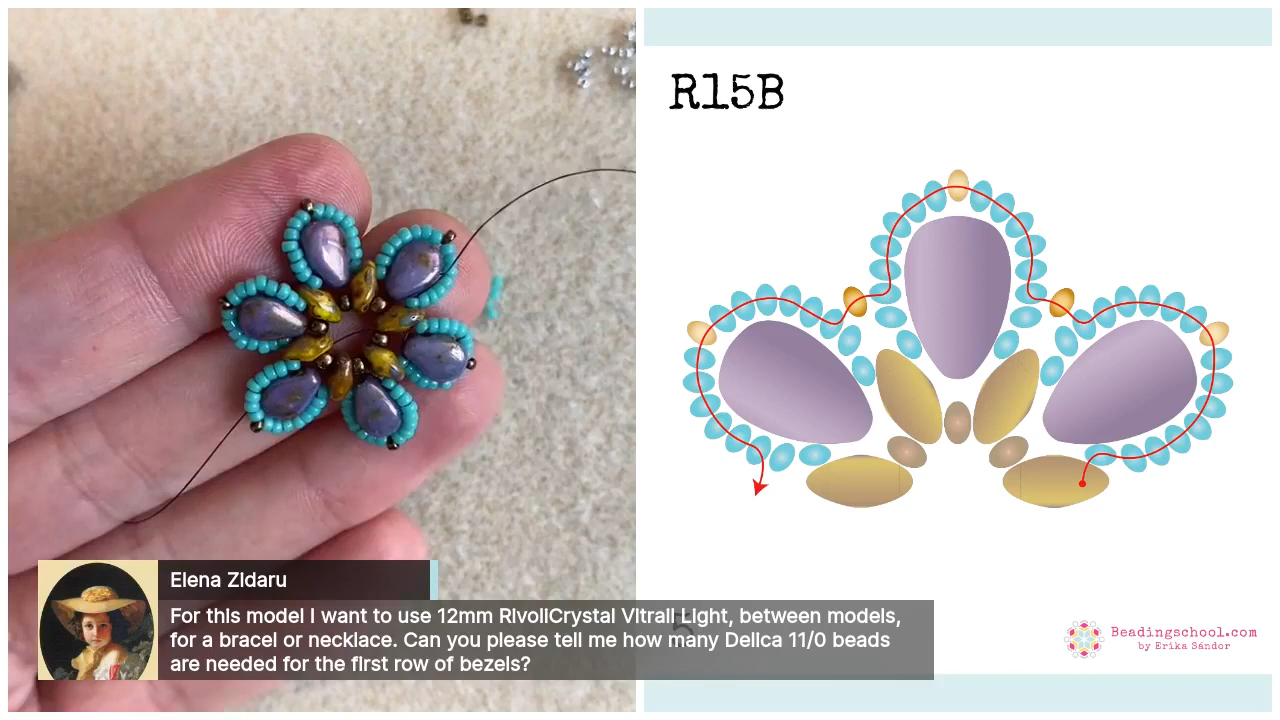 R15B
Elena Zidaru
For this model I want to use 12mm RivoliCrystal Vitrail Light, between models,
for a bracel or necklace. Can you please tell me how many Delica 11/0 beads
are needed for the first row of bezels?
Beadingschool.com
by Erika Sándor